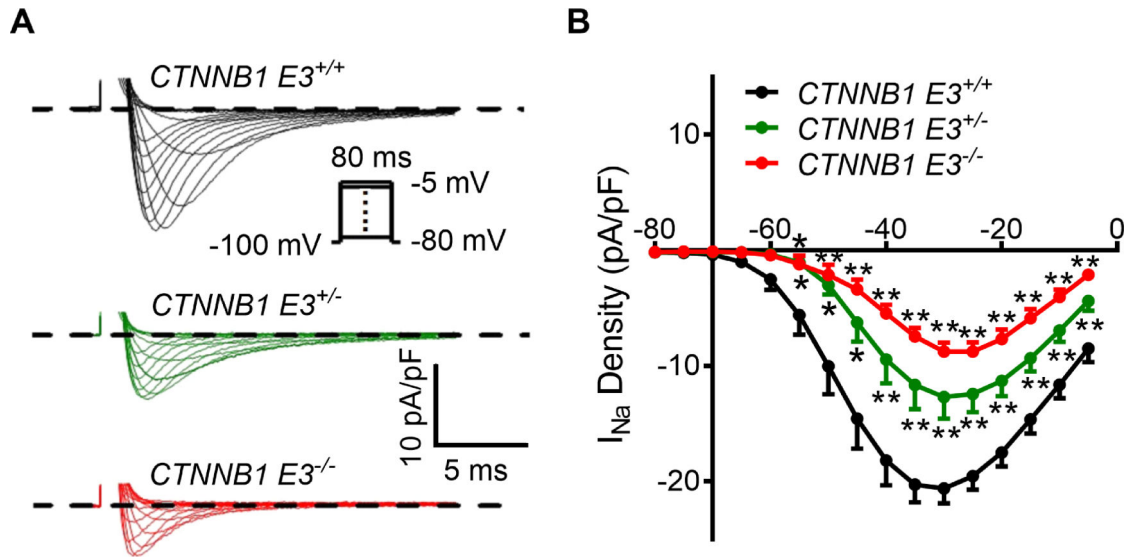 A
CTNNB1 E3+/+
80 ms
-5 mV
-100 mV
-80 mV
CTNNB1 E3+/-
10 pA/pF
5 ms
CTNNB1 E3-/-
B
CTNNB1 E3+/+
CTNNB1 E3+/-
CTNNB1 E3-/-
INa Density (pA/pF)
10
-80 -60 -40 -20 0
-10
-20
* ** ** ** ** ** ** ** ** ** **
* * * ** ** ** ** ** ** ** **